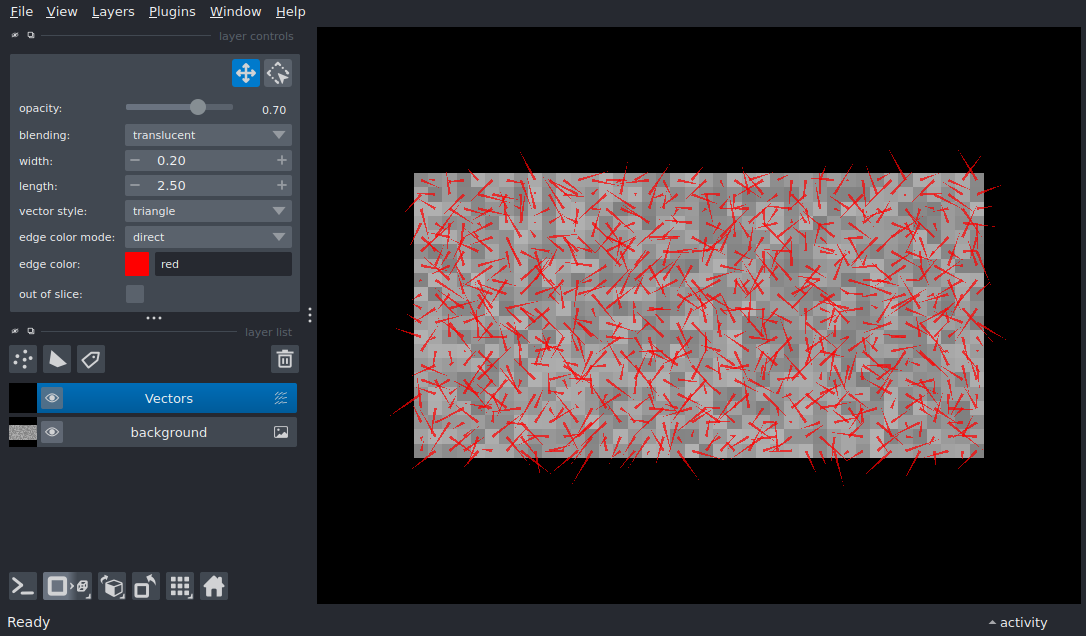 File View Layers Plugins Window Help
layer controls
opacity: 0.70
blending: translucent
width: 0.20
length: 2.50
vector style: triangle
edge color mode: direct
edge color: red
out of slice:
layer list
Vectors
background
Ready
activity